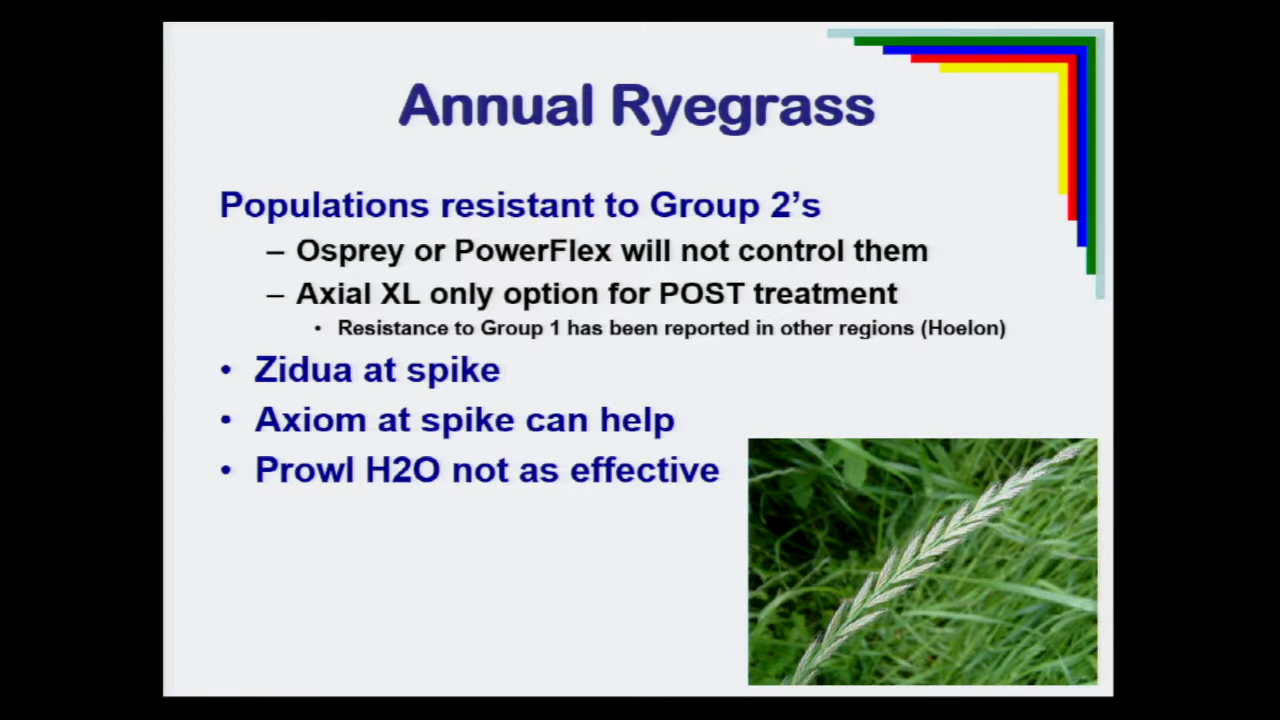 Annual Ryegrass
Populations resistant to Group 2’s
– Osprey or PowerFlex will not control them
– Axial XL only option for POST treatment
• Resistance to Group 1 has been reported in other regions (Hoelon)
• Zidua at spike
• Axiom at spike can help
• Prowl H2O not as effective